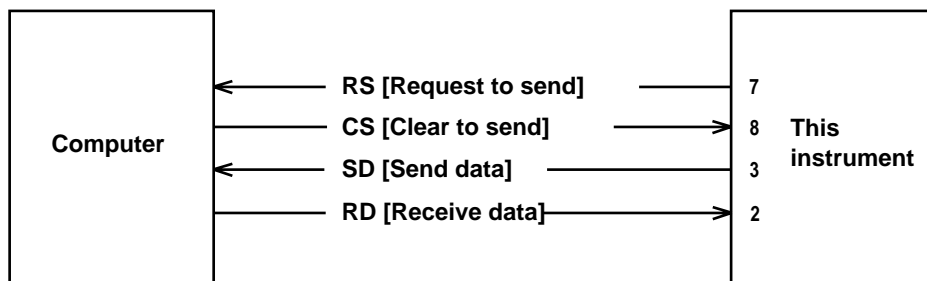 RS [Request to send] 7
CS [Clear to send] 8
Computer
This
instrument
SD [Send data] 3
RD [Receive data] 2